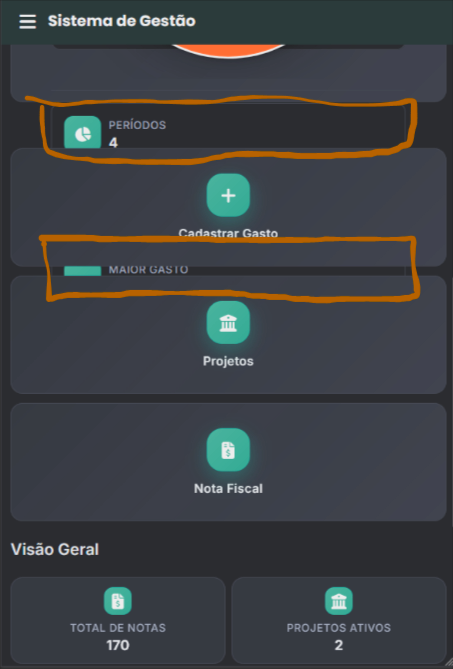 Sistema de Gestão
PERÍODOS
4
Cadastrar Gasto
MAIOR GASTO
Projetos
Nota Fiscal
Visão Geral
TOTAL DE NOTAS
170
PROJETOS ATIVOS
2